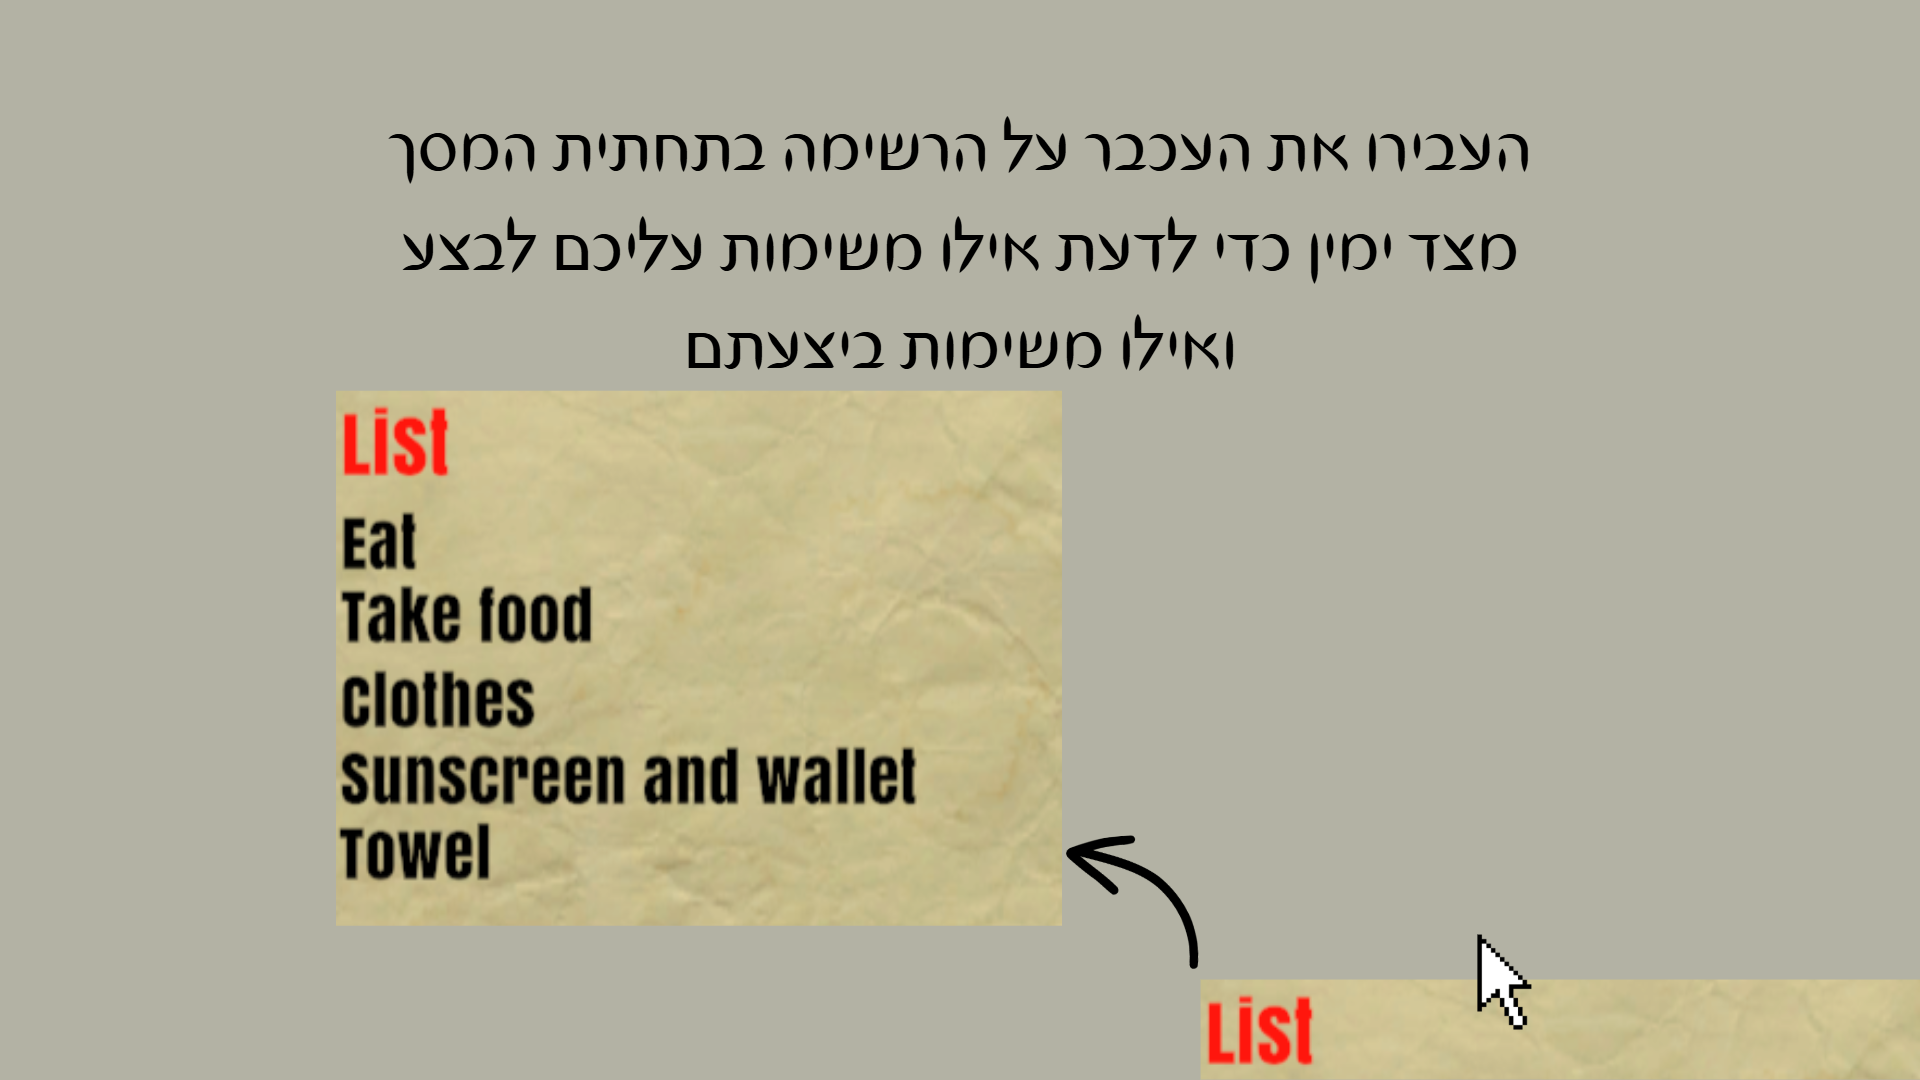 העבירו את העכבר על הרשימה בתחתית המסך
מצד ימין כדי לדעת אילו משימות עליכם לבצע
ואילו משימות ביצעתם
List
Eat
Take food
Clothes
Sunscreen and wallet
Towel
List